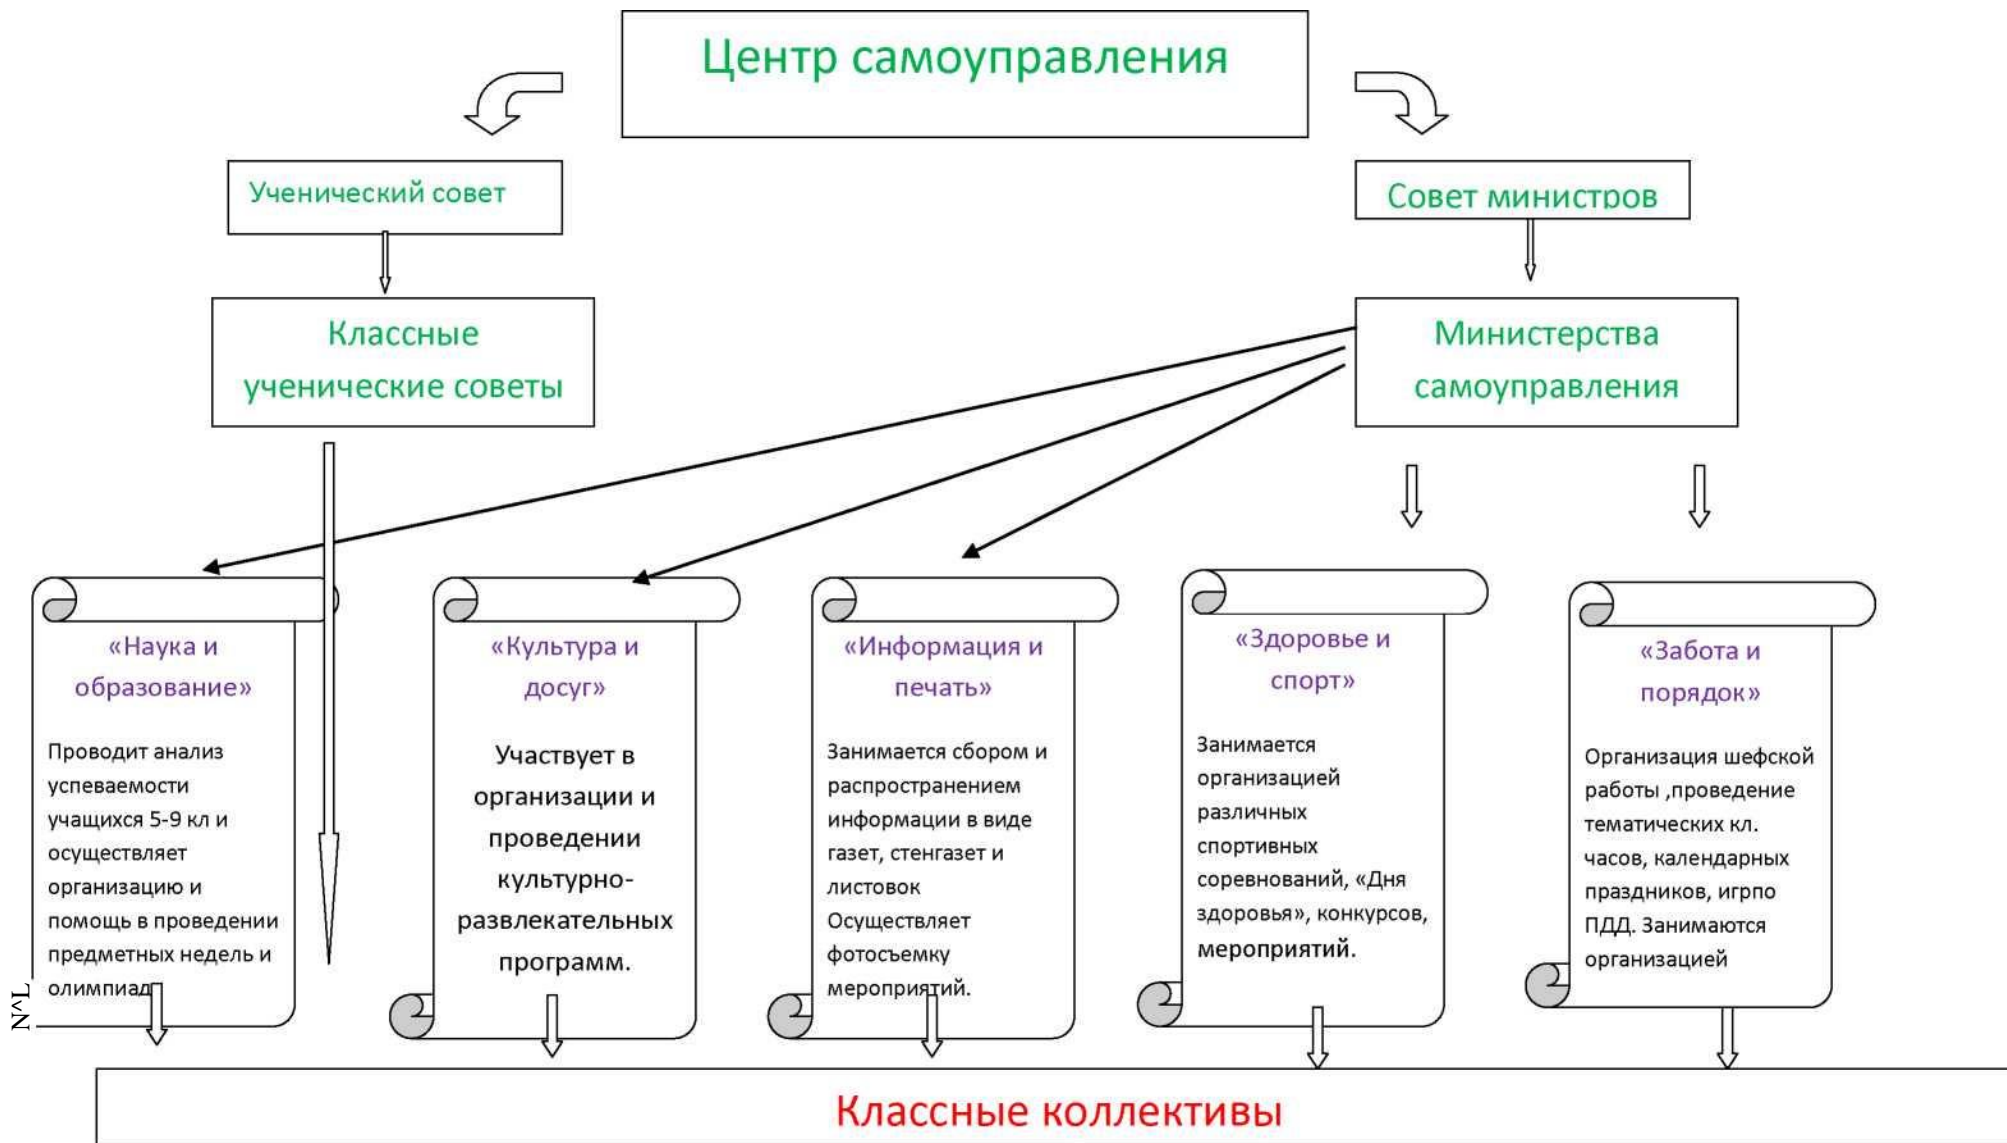 Центр самоуправления
Ученический совет
Совет министров
Классные
ученические советы
Министерства
самоуправления
«Наука и
образование»
Проводит анализ
успеваемости
учащихся 5-9 кл и
осуществляет
организацию и
помощь в проведении
предметных недель и
олимпиад
«Культура и
досуг»
Участвует в
организации и
проведении
культурно-
развлекательных
программ.
«Информация и
печать»
Занимается сбором и
распространением
информации в виде
газет, стенгазет и
листовок
Осуществляет
фотосъемку
мероприятий.
«Здоровье и
спорт»
Занимается
организацией
различных
спортивных
соревнований, «Дня
здоровья», конкурсов,
мероприятий.
«Забота и
порядок»
Организация шефской
работы ,проведение
тематических кл.
часов, календарных
праздников, игрпо
ПДД. Занимаются
организацией
N^L
Классные коллективы